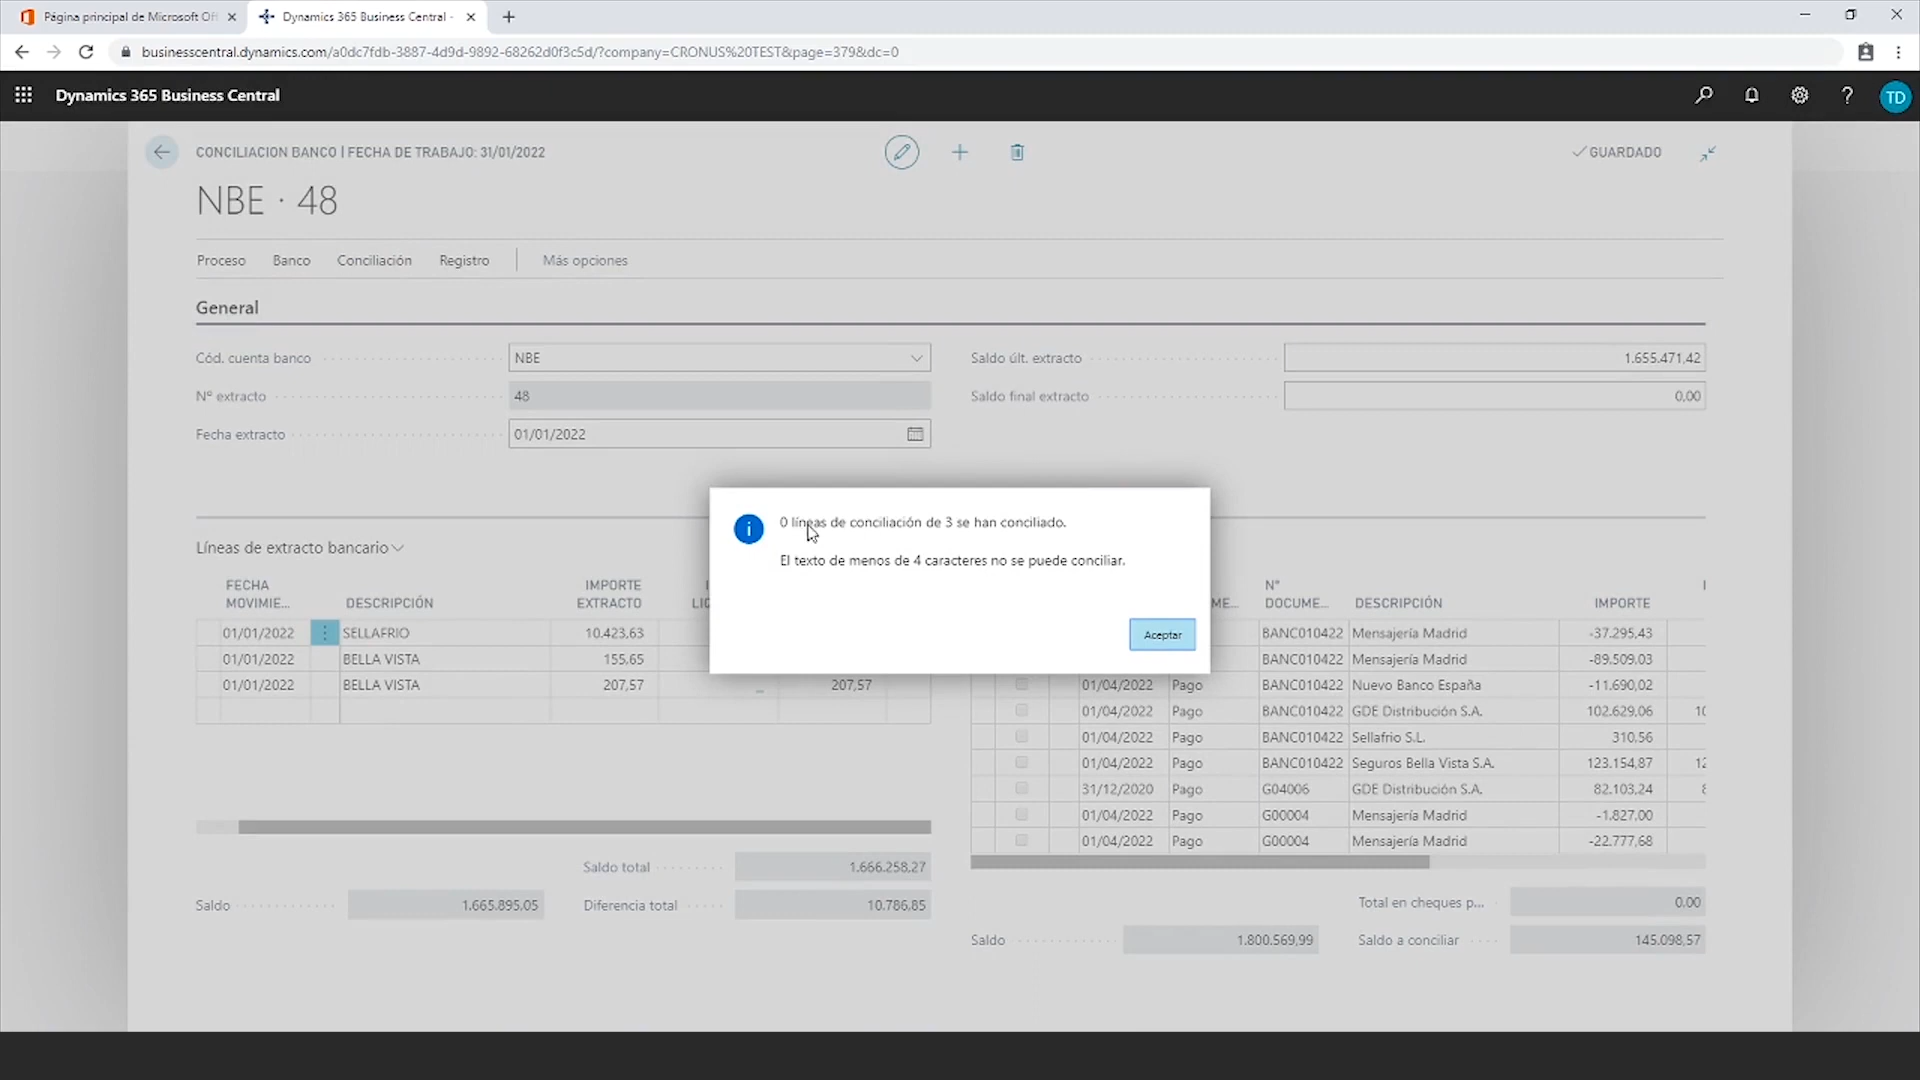 Página principal de Microsoft Of
Dynamics 365 Business Central -
businesscentral.dynamics.com/a0dc7fdb-3887-4d9d-9892-68262d0f3c5d/?company=CRONUS%20TEST&page=379&dc=0
Dynamics 365 Business Central
?
TD
CONCILIACION BANCO | FECHA DE TRABAJO: 31/01/2022
GUARDADO
NBE · 48
Proceso Banco Conciliación Registro Más opciones
General
Cód. cuenta banco NBE Saldo últ. extracto 1.655.471,42
Nº extracto 48 Saldo final extracto 0,00
Fecha extracto 01/01/2022
0 líneas de conciliación de 3 se han conciliado.
El texto de menos de 4 caracteres no se puede conciliar.
Aceptar
Líneas de extracto bancario
FECHA MOVIMIE... DESCRIPCIÓN IMPORTE EXTRACTO
ME... N° DOCUME... DESCRIPCIÓN IMPORTE
01/01/2022 SELLAFRIO 10.423,63
BANC010422 Mensajería Madrid -37.295,43
01/01/2022 BELLA VISTA 155,65
BANC010422 Mensajería Madrid -89.509,03
01/01/2022 BELLA VISTA 207,57 _ 207,57
01/04/2022 Pago BANC010422 Nuevo Banco España -11.690,02
01/04/2022 Pago BANC010422 GDE Distribución S.A. 102.629,06 10
01/04/2022 Pago BANC010422 Sellafrio S.L. 310,56
01/04/2022 Pago BANC010422 Seguros Bella Vista S.A. 123.154,87 12
31/12/2020 Pago G04006 GDE Distribución S.A. 82.103,24 8
01/04/2022 Pago G00004 Mensajería Madrid -1.827,00
01/04/2022 Pago G00004 Mensajería Madrid -22.777,68
Saldo total 1.666.258,27
Saldo 1.665.895,05 Diferencia total 10.786,85
Total en cheques p... 0,00
Saldo 1.800.569,99 Saldo a conciliar 145.098,57